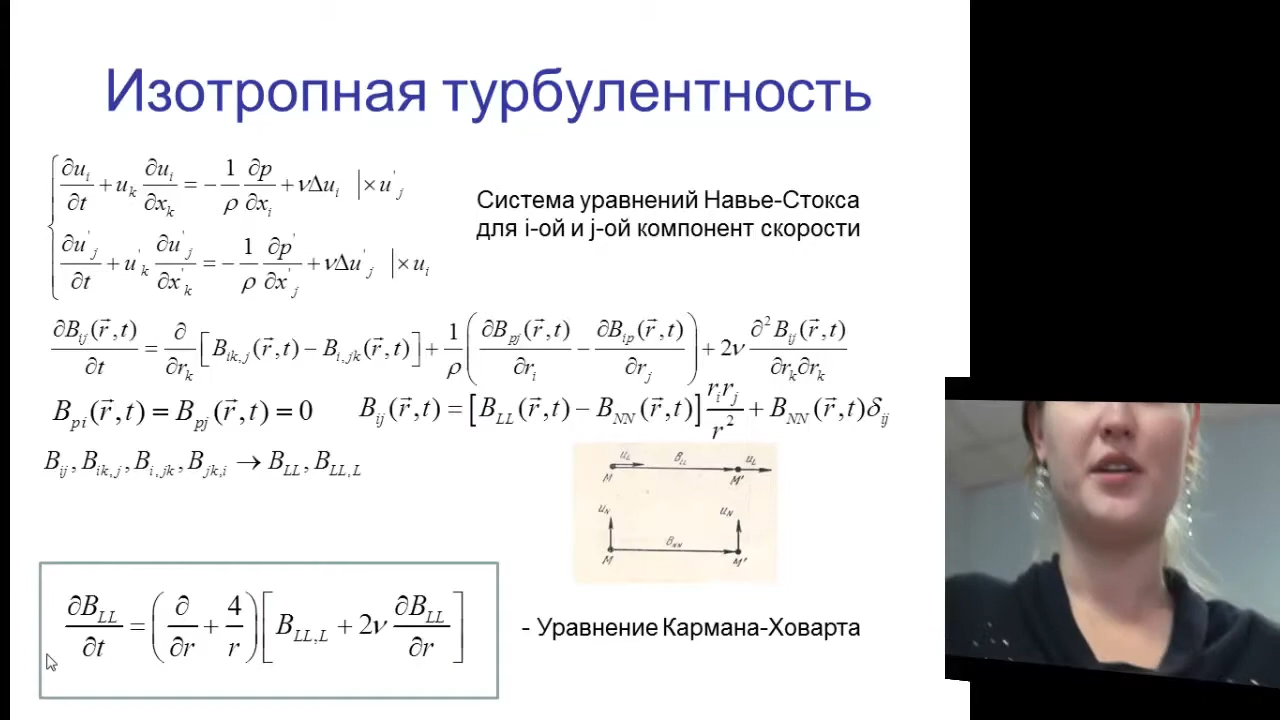 Изотропная турбулентность
∂u_i/∂t + u_k ∂u_i/∂x_k = −1/ρ ∂p/∂x_i + νΔu_i |×u'_j
Система уравнений Навье-Стокса
для i-ой и j-ой компонент скорости
∂u'_j/∂t + u'_k ∂u'_j/∂x'_k = −1/ρ ∂p'/∂x'_j + νΔu'_j |×u_i
∂B_ij(r⃗,t)/∂t = ∂/∂r_k [B_ik,j(r⃗,t) − B_i,jk(r⃗,t)] + 1/ρ (∂B_pj(r⃗,t)/∂r_i − ∂B_ip(r⃗,t)/∂r_j) + 2ν ∂²B_ij(r⃗,t)/∂r_k∂r_k
B_pi(r⃗,t) = B_pj(r⃗,t) = 0
B_ij(r⃗,t) = [B_LL(r⃗,t) − B_NN(r⃗,t)] r_i r_j/r² + B_NN(r⃗,t)δ_ij
B_ij, B_ik,j, B_i,jk, B_jk,i → B_LL, B_LL,L
u_L B_LL u_L
M M'
u_N u_N
B_NN
M M'
∂B_LL/∂t = (∂/∂r + 4/r)[B_LL,L + 2ν ∂B_LL/∂r]
- Уравнение Кармана-Ховарта